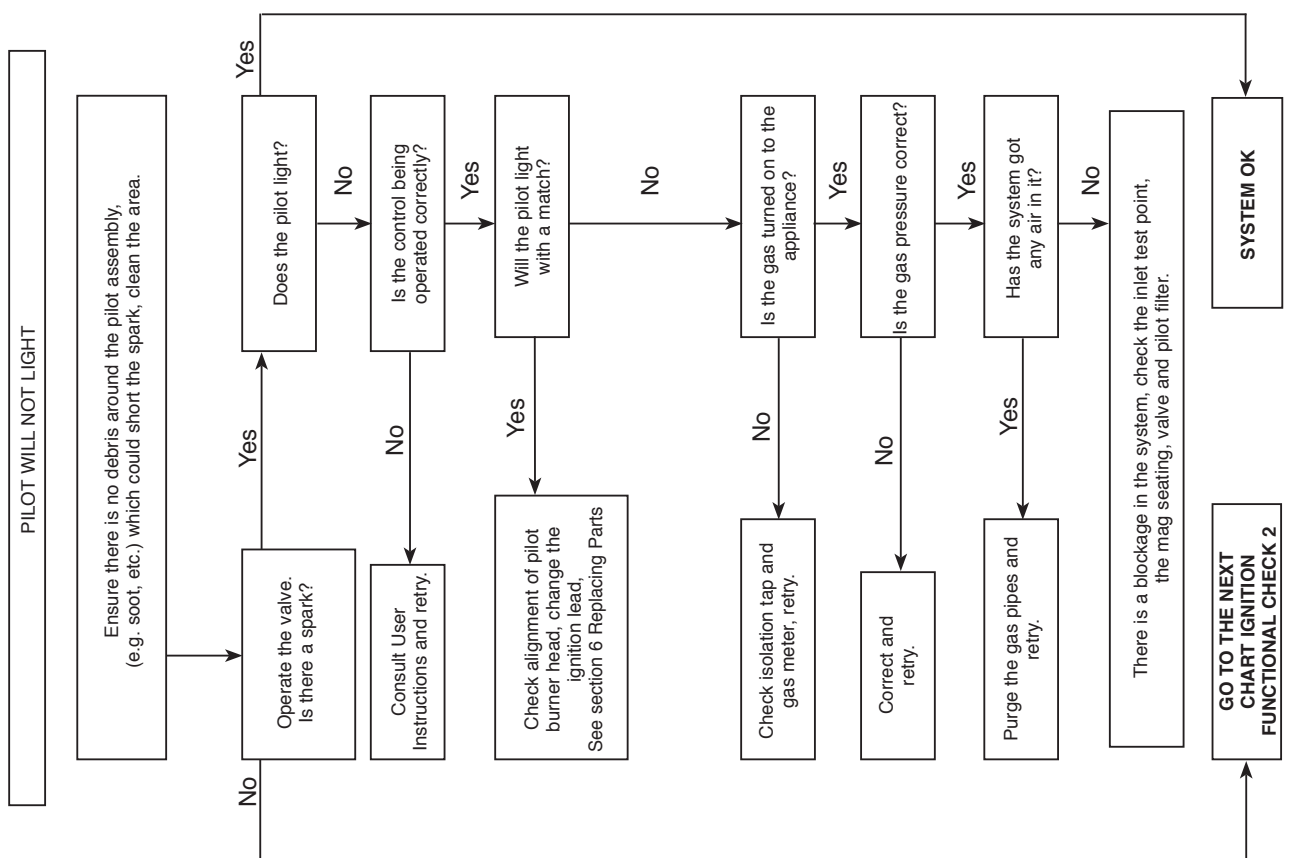 PILOT WILL NOT LIGHT
Ensure there is no debris around the pilot assembly,
(e.g. soot, etc.) which could short the spark, clean the area.
No
Operate the valve.
Is there a spark?
Yes
Does the pilot light?
Yes
No
Consult User
Instructions and retry.
No
Is the control being
operated correctly?
Yes
Check alignment of pilot
burner head, change the
ignition lead,
See section 6 Replacing Parts
Yes
Will the pilot light
with a match?
No
Check isolation tap and
gas meter, retry.
No
Is the gas turned on to the
appliance?
Yes
Correct and
retry.
No
Is the gas pressure correct?
Yes
Purge the gas pipes and
retry.
Yes
Has the system got
any air in it?
No
There is a blockage in the system, check the inlet test point,
the mag seating, valve and pilot filter.
GO TO THE NEXT
CHART IGNITION
FUNCTIONAL CHECK 2
SYSTEM OK